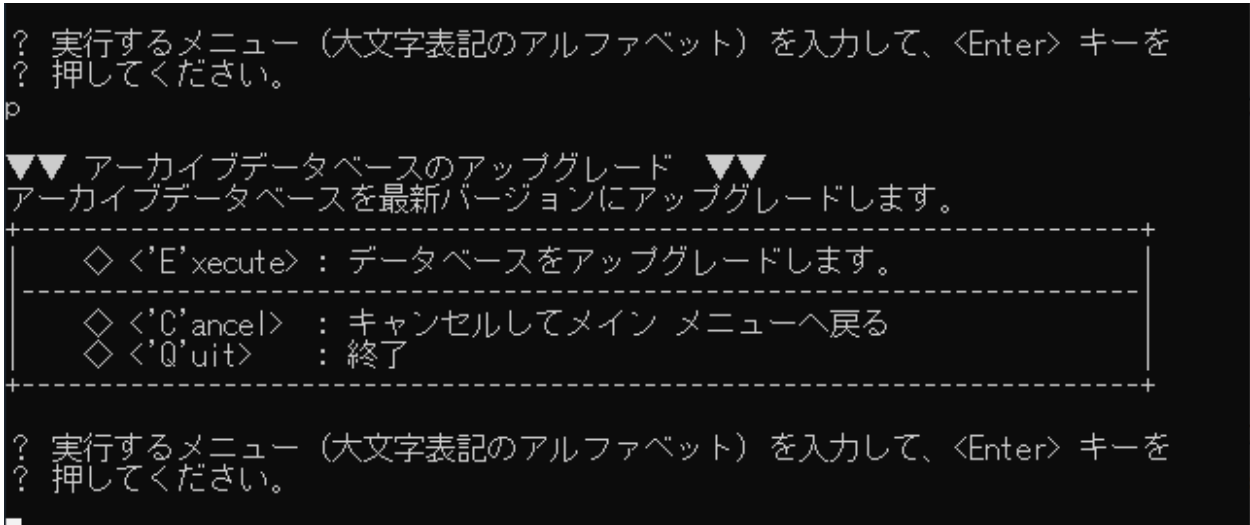 ? 実行するメニュー（大文字表記のアルファベット）を入力して、<Enter> キーを
? 押してください。
p
▼▼ アーカイブデータベースのアップグレード ▼▼
アーカイブデータベースを最新バージョンにアップグレードします。
+------------------------------------------------------------------+
| ◇ <'E'xecute> : データベースをアップグレードします。 |
|------------------------------------------------------------------|
| ◇ <'C'ancel> : キャンセルしてメイン メニューへ戻る |
| ◇ <'Q'uit> : 終了 |
+------------------------------------------------------------------+
? 実行するメニュー（大文字表記のアルファベット）を入力して、<Enter> キーを
? 押してください。